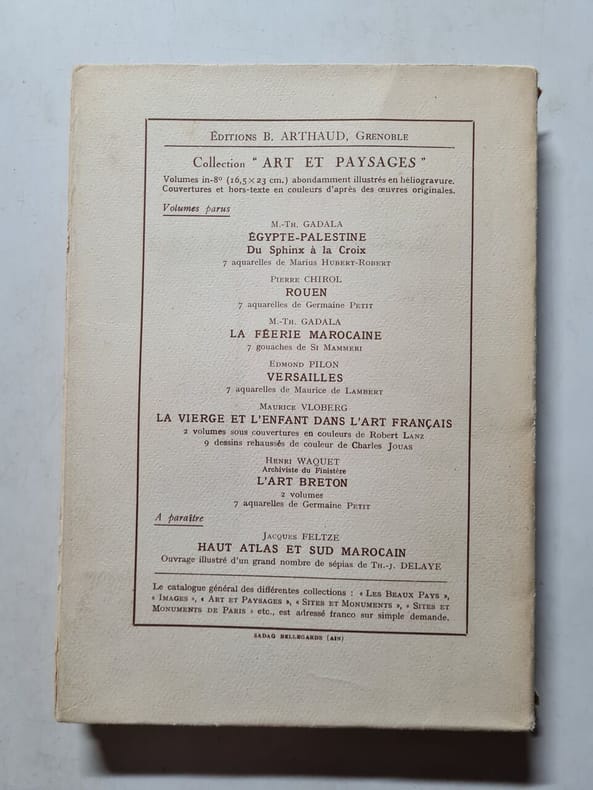 ÉDITIONS B. ARTHAUD, GRENOBLE
Collection " ART ET PAYSAGES "
Volumes in-8º (16,5 × 23 cm.) abondamment illustrés en héliogravure.
Couvertures et hors-texte en couleurs d'après des œuvres originales.
Volumes parus
M.-TH. GADALA
ÉGYPTE-PALESTINE
Du Sphinx à la Croix
7 aquarelles de Marius HUBERT-ROBERT
PIERRE CHIROL
ROUEN
7 aquarelles de Germaine PETIT
M.-TH. GADALA
LA FÉERIE MAROCAINE
7 gouaches de SI MAMMERI
EDMOND PILON
VERSAILLES
7 aquarelles de Maurice de LAMBERT
MAURICE VLOBERG
LA VIERGE ET L'ENFANT DANS L'ART FRANÇAIS
2 volumes sous couvertures en couleurs de Robert LANZ
9 dessins rehaussés de couleur de Charles JOUAS
HENRI WAQUET
Archiviste du Finistère
L'ART BRETON
2 volumes
7 aquarelles de Germaine PETIT
A paraître
JACQUES FELTZE
HAUT ATLAS ET SUD MAROCAIN
Ouvrage illustré d'un grand nombre de sépias de TH.-J. DELAYE
Le catalogue général des différentes collections : « LES BEAUX PAYS »,
« IMAGES », « ART ET PAYSAGES », « SITES ET MONUMENTS », « SITES ET
MONUMENTS DE PARIS » etc., est adressé franco sur simple demande.
SADAG BELLEGARDE (AIN)